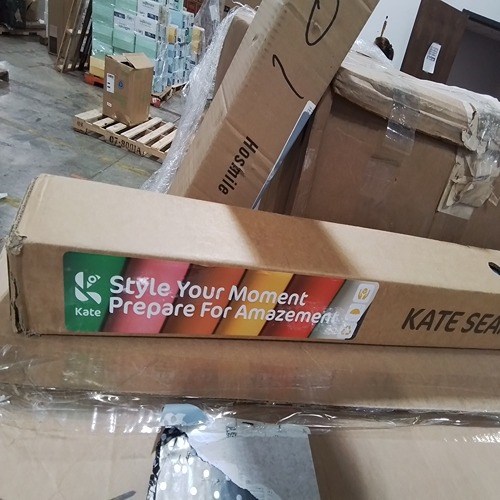 Hosmile
Kate
Style Your Moment
Prepare For Amazement
KATE SEA